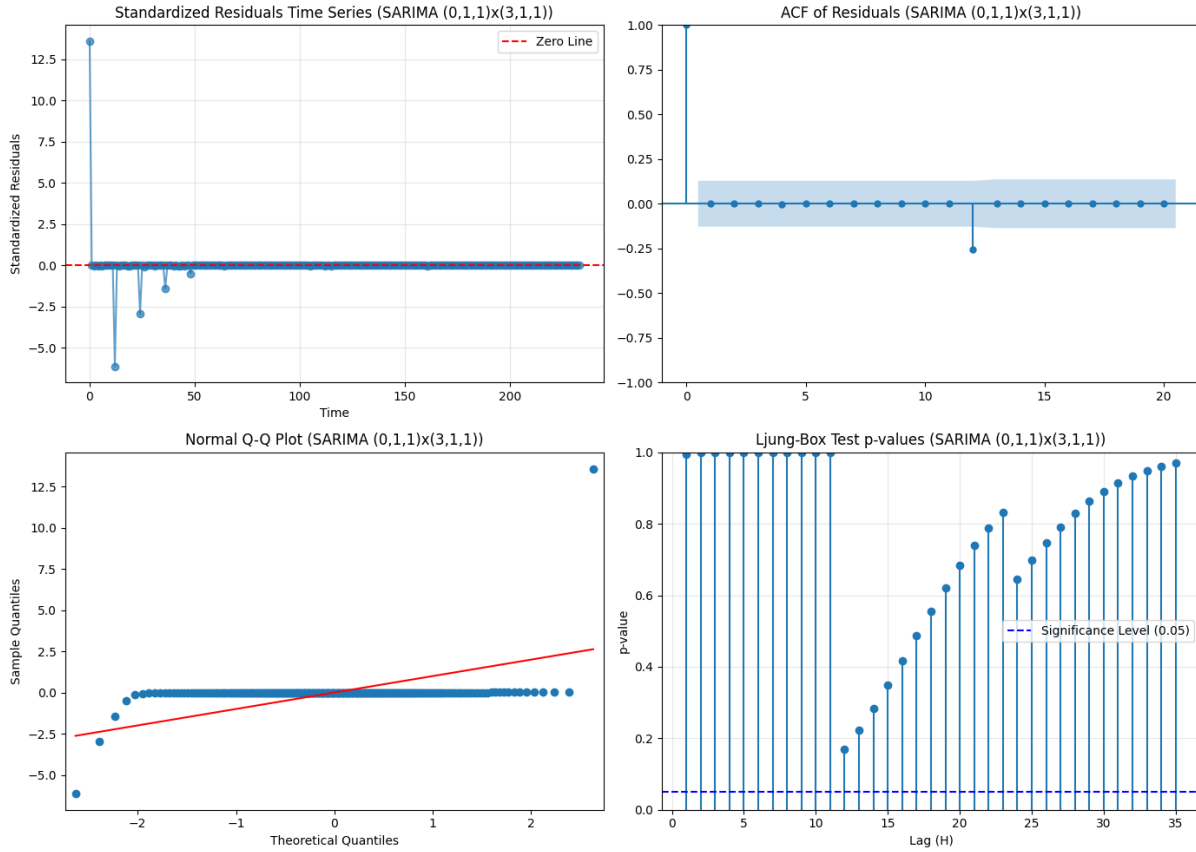 Standardized Residuals Time Series (SARIMA (0,1,1)x(3,1,1))
Standardized Residuals
12.5
10.0
7.5
5.0
2.5
0.0
−2.5
−5.0
Zero Line
0 50 100 150 200
Time
ACF of Residuals (SARIMA (0,1,1)x(3,1,1))
1.00
0.75
0.50
0.25
0.00
−0.25
−0.50
−0.75
−1.00
0 5 10 15 20
Normal Q-Q Plot (SARIMA (0,1,1)x(3,1,1))
Sample Quantiles
12.5
10.0
7.5
5.0
2.5
0.0
−2.5
−5.0
−2 −1 0 1 2
Theoretical Quantiles
Ljung-Box Test p-values (SARIMA (0,1,1)x(3,1,1))
p-value
1.0
0.8
0.6
0.4
0.2
0.0
Significance Level (0.05)
0 5 10 15 20 25 30 35
Lag (H)